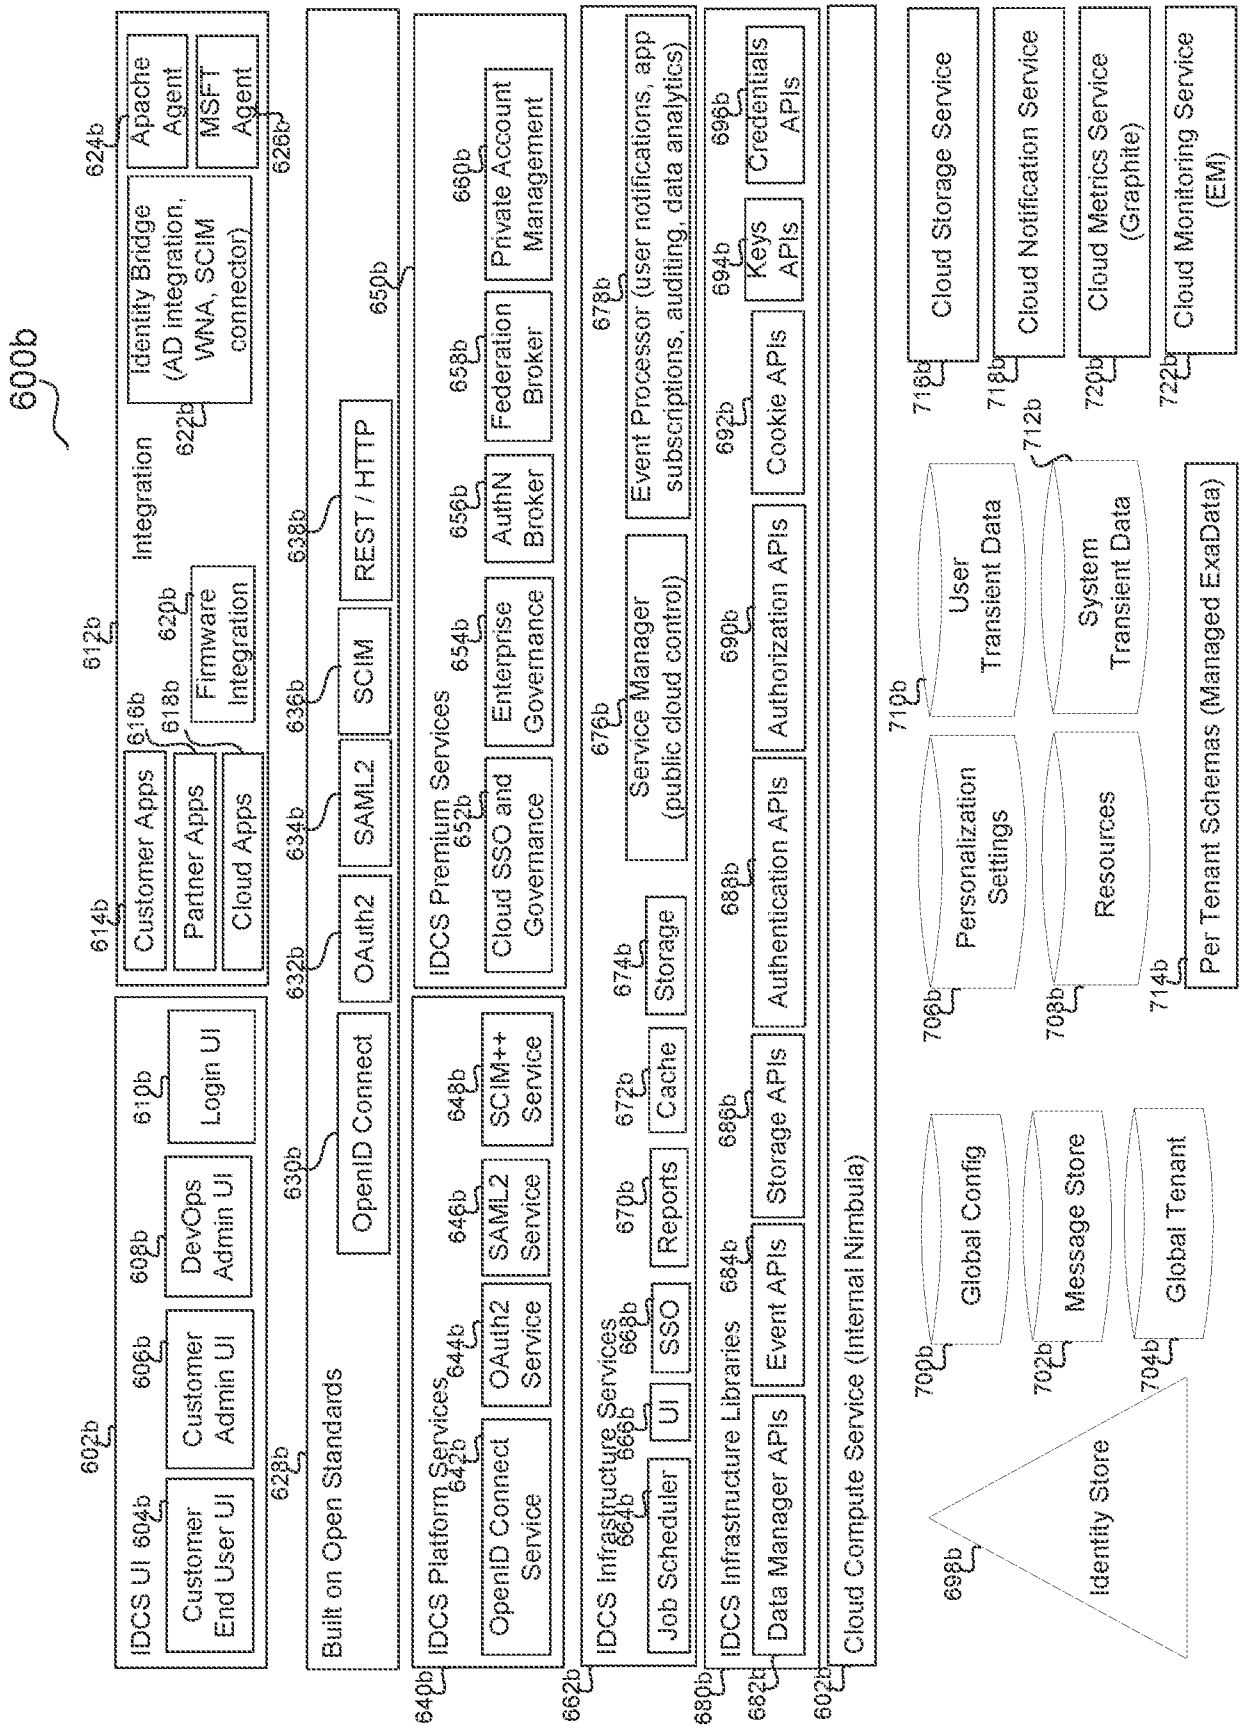 600b
602b
IDCS UI
604b
Customer
End User UI
606b
Customer
Admin UI
608b
DevOps
Admin UI
610b
Login UI
612b
Integration
614b
Customer Apps
616b
Partner Apps
618b
Cloud Apps
620b
Firmware
Integration
622b
Identity Bridge
(AD integration,
WNA, SCIM
connector)
624b
Apache
Agent
MSFT
Agent
626b
628b
Built on Open Standards
630b
OpenID Connect
632b
OAuth2
634b
SAML2
636b
SCIM
638b
REST / HTTP
640b
IDCS Platform Services
642b
OpenID Connect
Service
644b
OAuth2
Service
646b
SAML2
Service
648b
SCIM++
Service
650b
IDCS Premium Services
652b
Cloud SSO and
Governance
654b
Enterprise
Governance
656b
AuthN
Broker
658b
Federation
Broker
660b
Private Account
Management
662b
IDCS Infrastructure Services
664b
Job Scheduler
666b
UI
668b
SSO
670b
Reports
672b
Cache
674b
Storage
676b
Service Manager
(public cloud control)
678b
Event Processor (user notifications, app
subscriptions, auditing, data analytics)
680b
IDCS Infrastructure Libraries
682b
Data Manager APIs
684b
Event APIs
686b
Storage APIs
688b
Authentication APIs
690b
Authorization APIs
692b
Cookie APIs
694b
Keys
APIs
696b
Credentials
APIs
602b
Cloud Compute Service (Internal Nimbula)
698b
Identity Store
700b
Global Config
702b
Message Store
704b
Global Tenant
706b
Personalization
Settings
708b
Resources
710b
User
Transient Data
712b
System
Transient Data
714b
Per Tenant Schemas (Managed ExaData)
716b
Cloud Storage Service
718b
Cloud Notification Service
720b
Cloud Metrics Service
(Graphite)
722b
Cloud Monitoring Service
(EM)